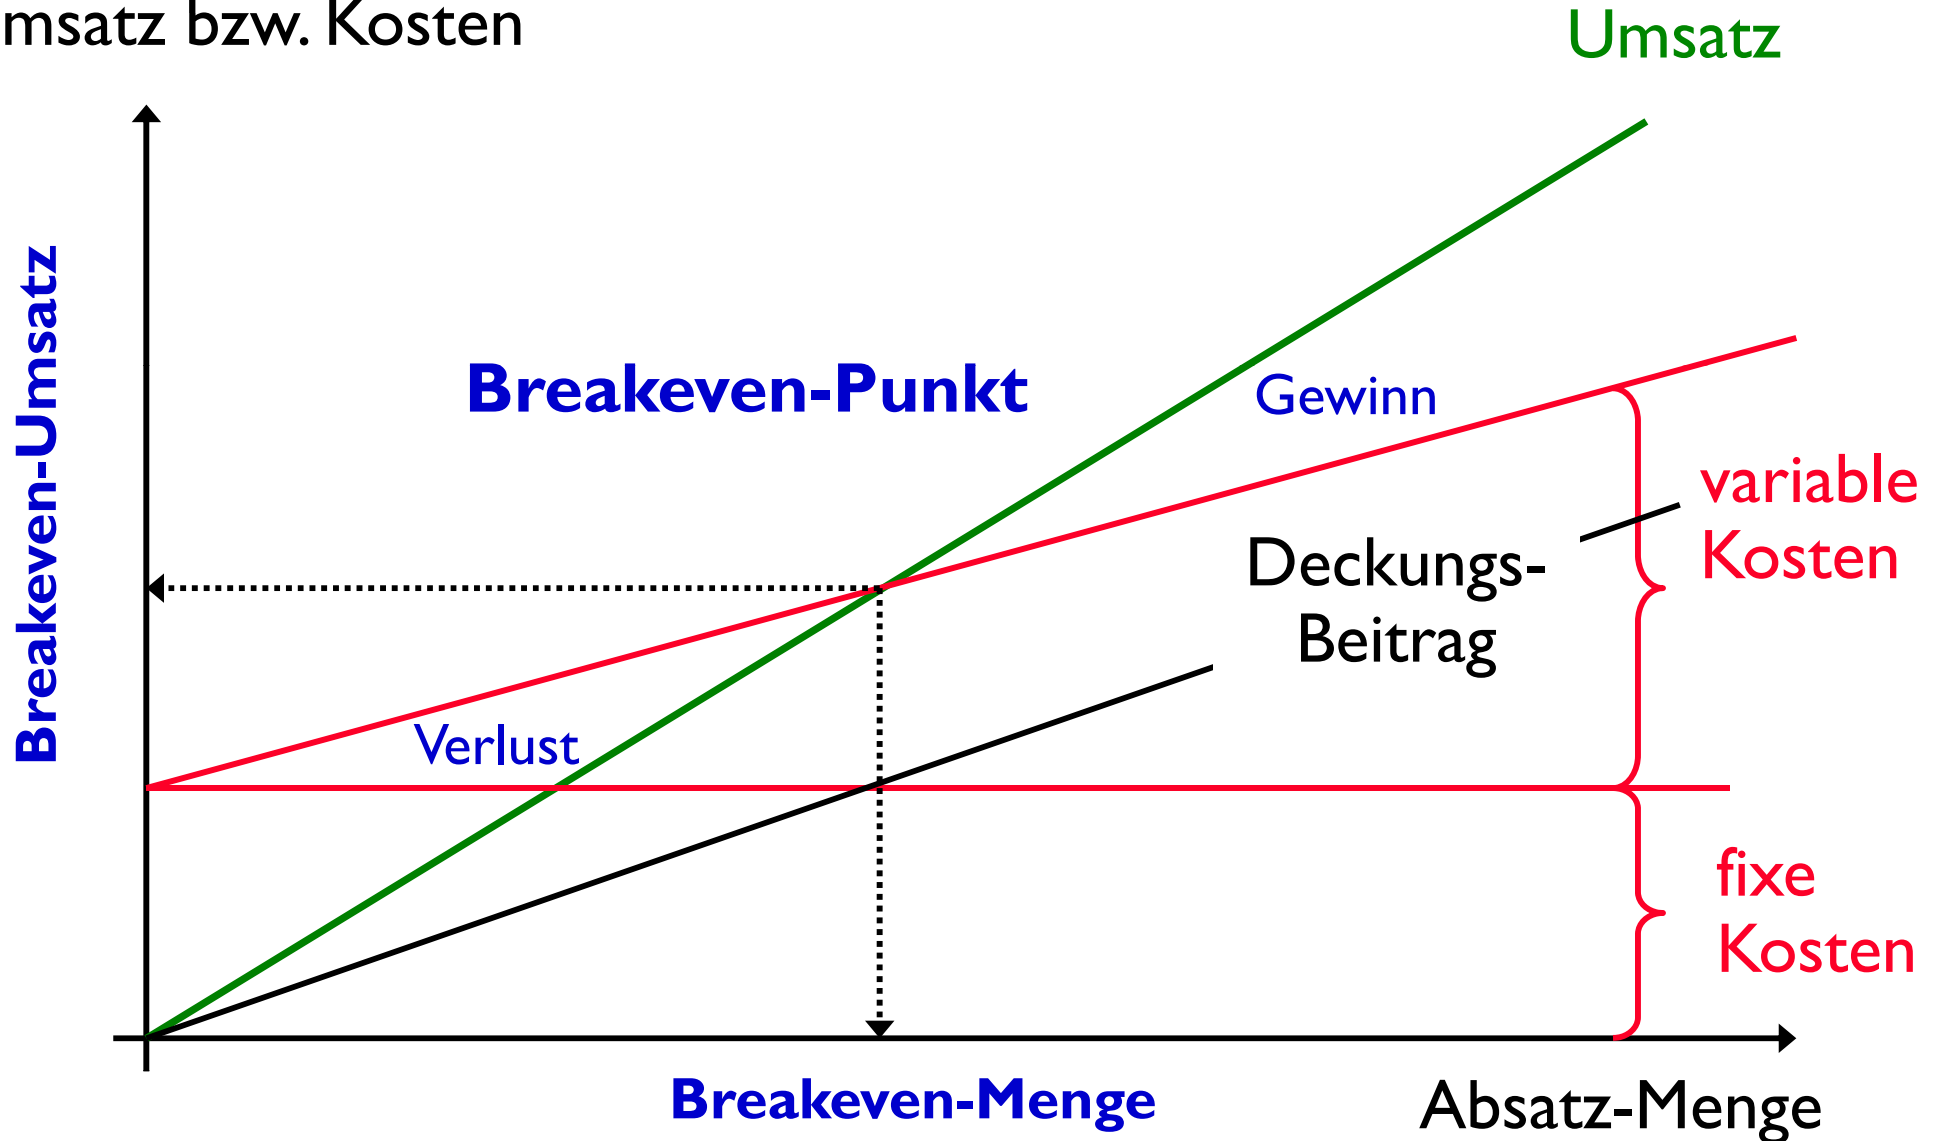 msatz bzw. Kosten
Umsatz
Breakeven-Umsatz
Breakeven-Punkt
Gewinn
variable
Kosten
Deckungs-
Beitrag
Verlust
fixe
Kosten
Breakeven-Menge
Absatz-Menge